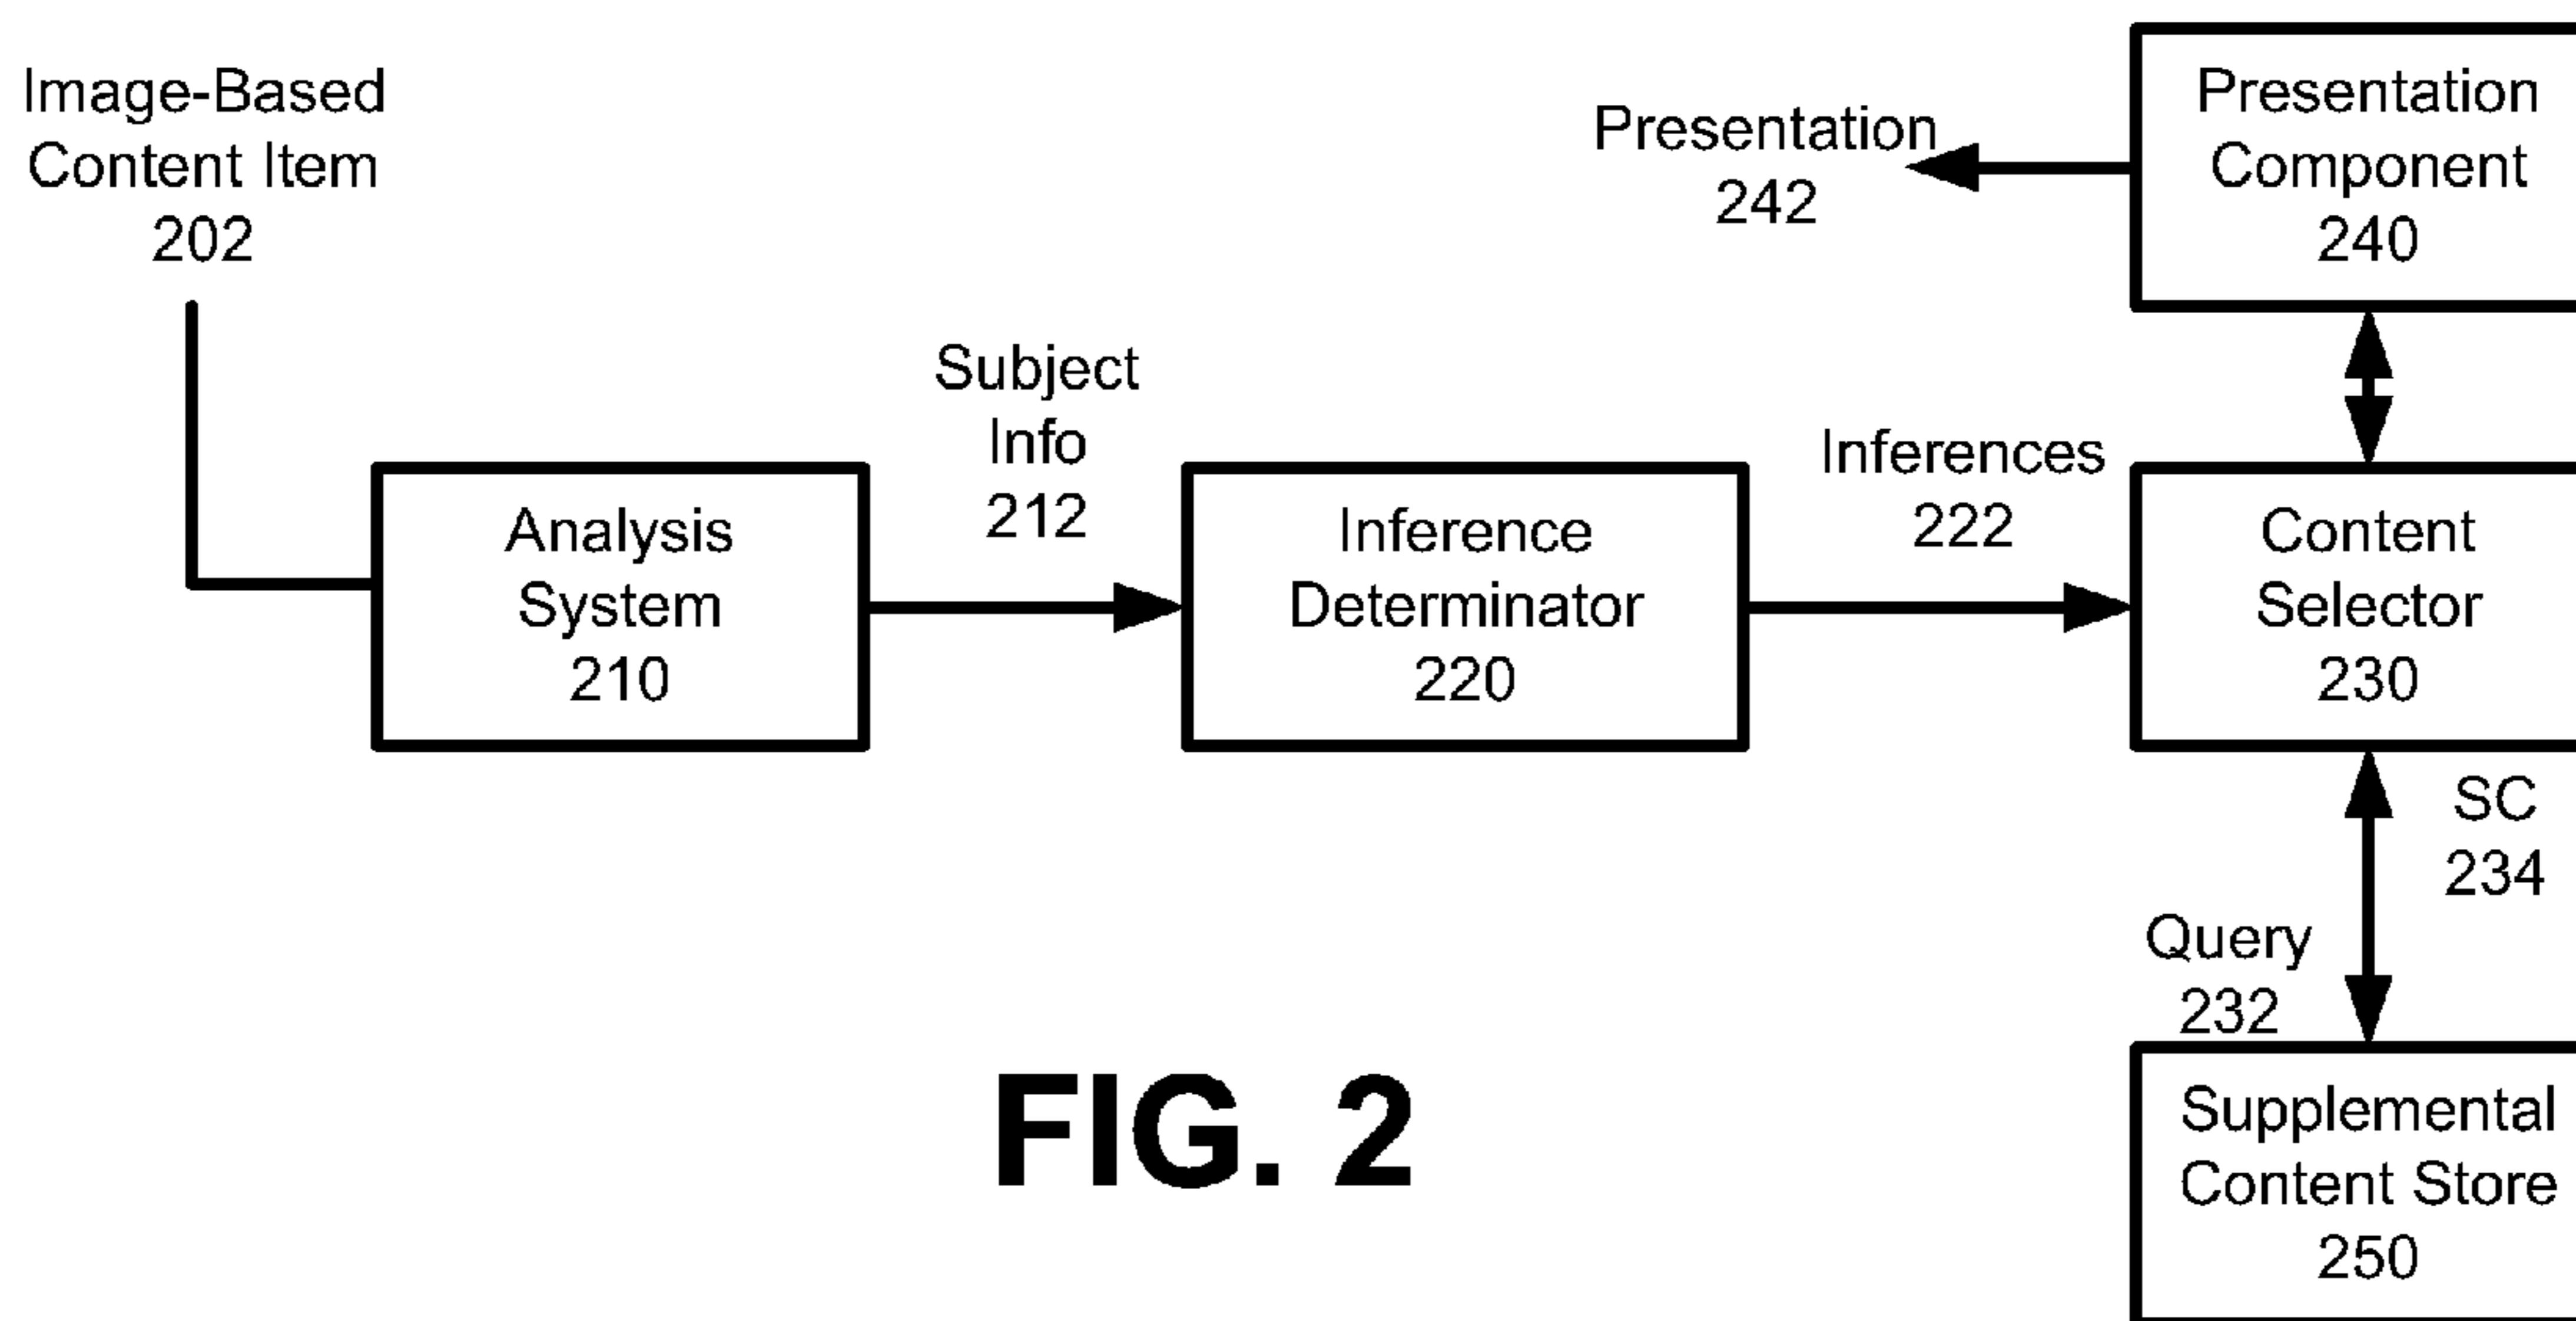 Image-Based
Content Item
202
Presentation
242
Presentation
Component
240
Subject
Info
212
Inferences
222
Analysis
System
210
Inference
Determinator
220
Content
Selector
230
SC
234
Query
232
Supplemental
Content Store
250
FIG. 2